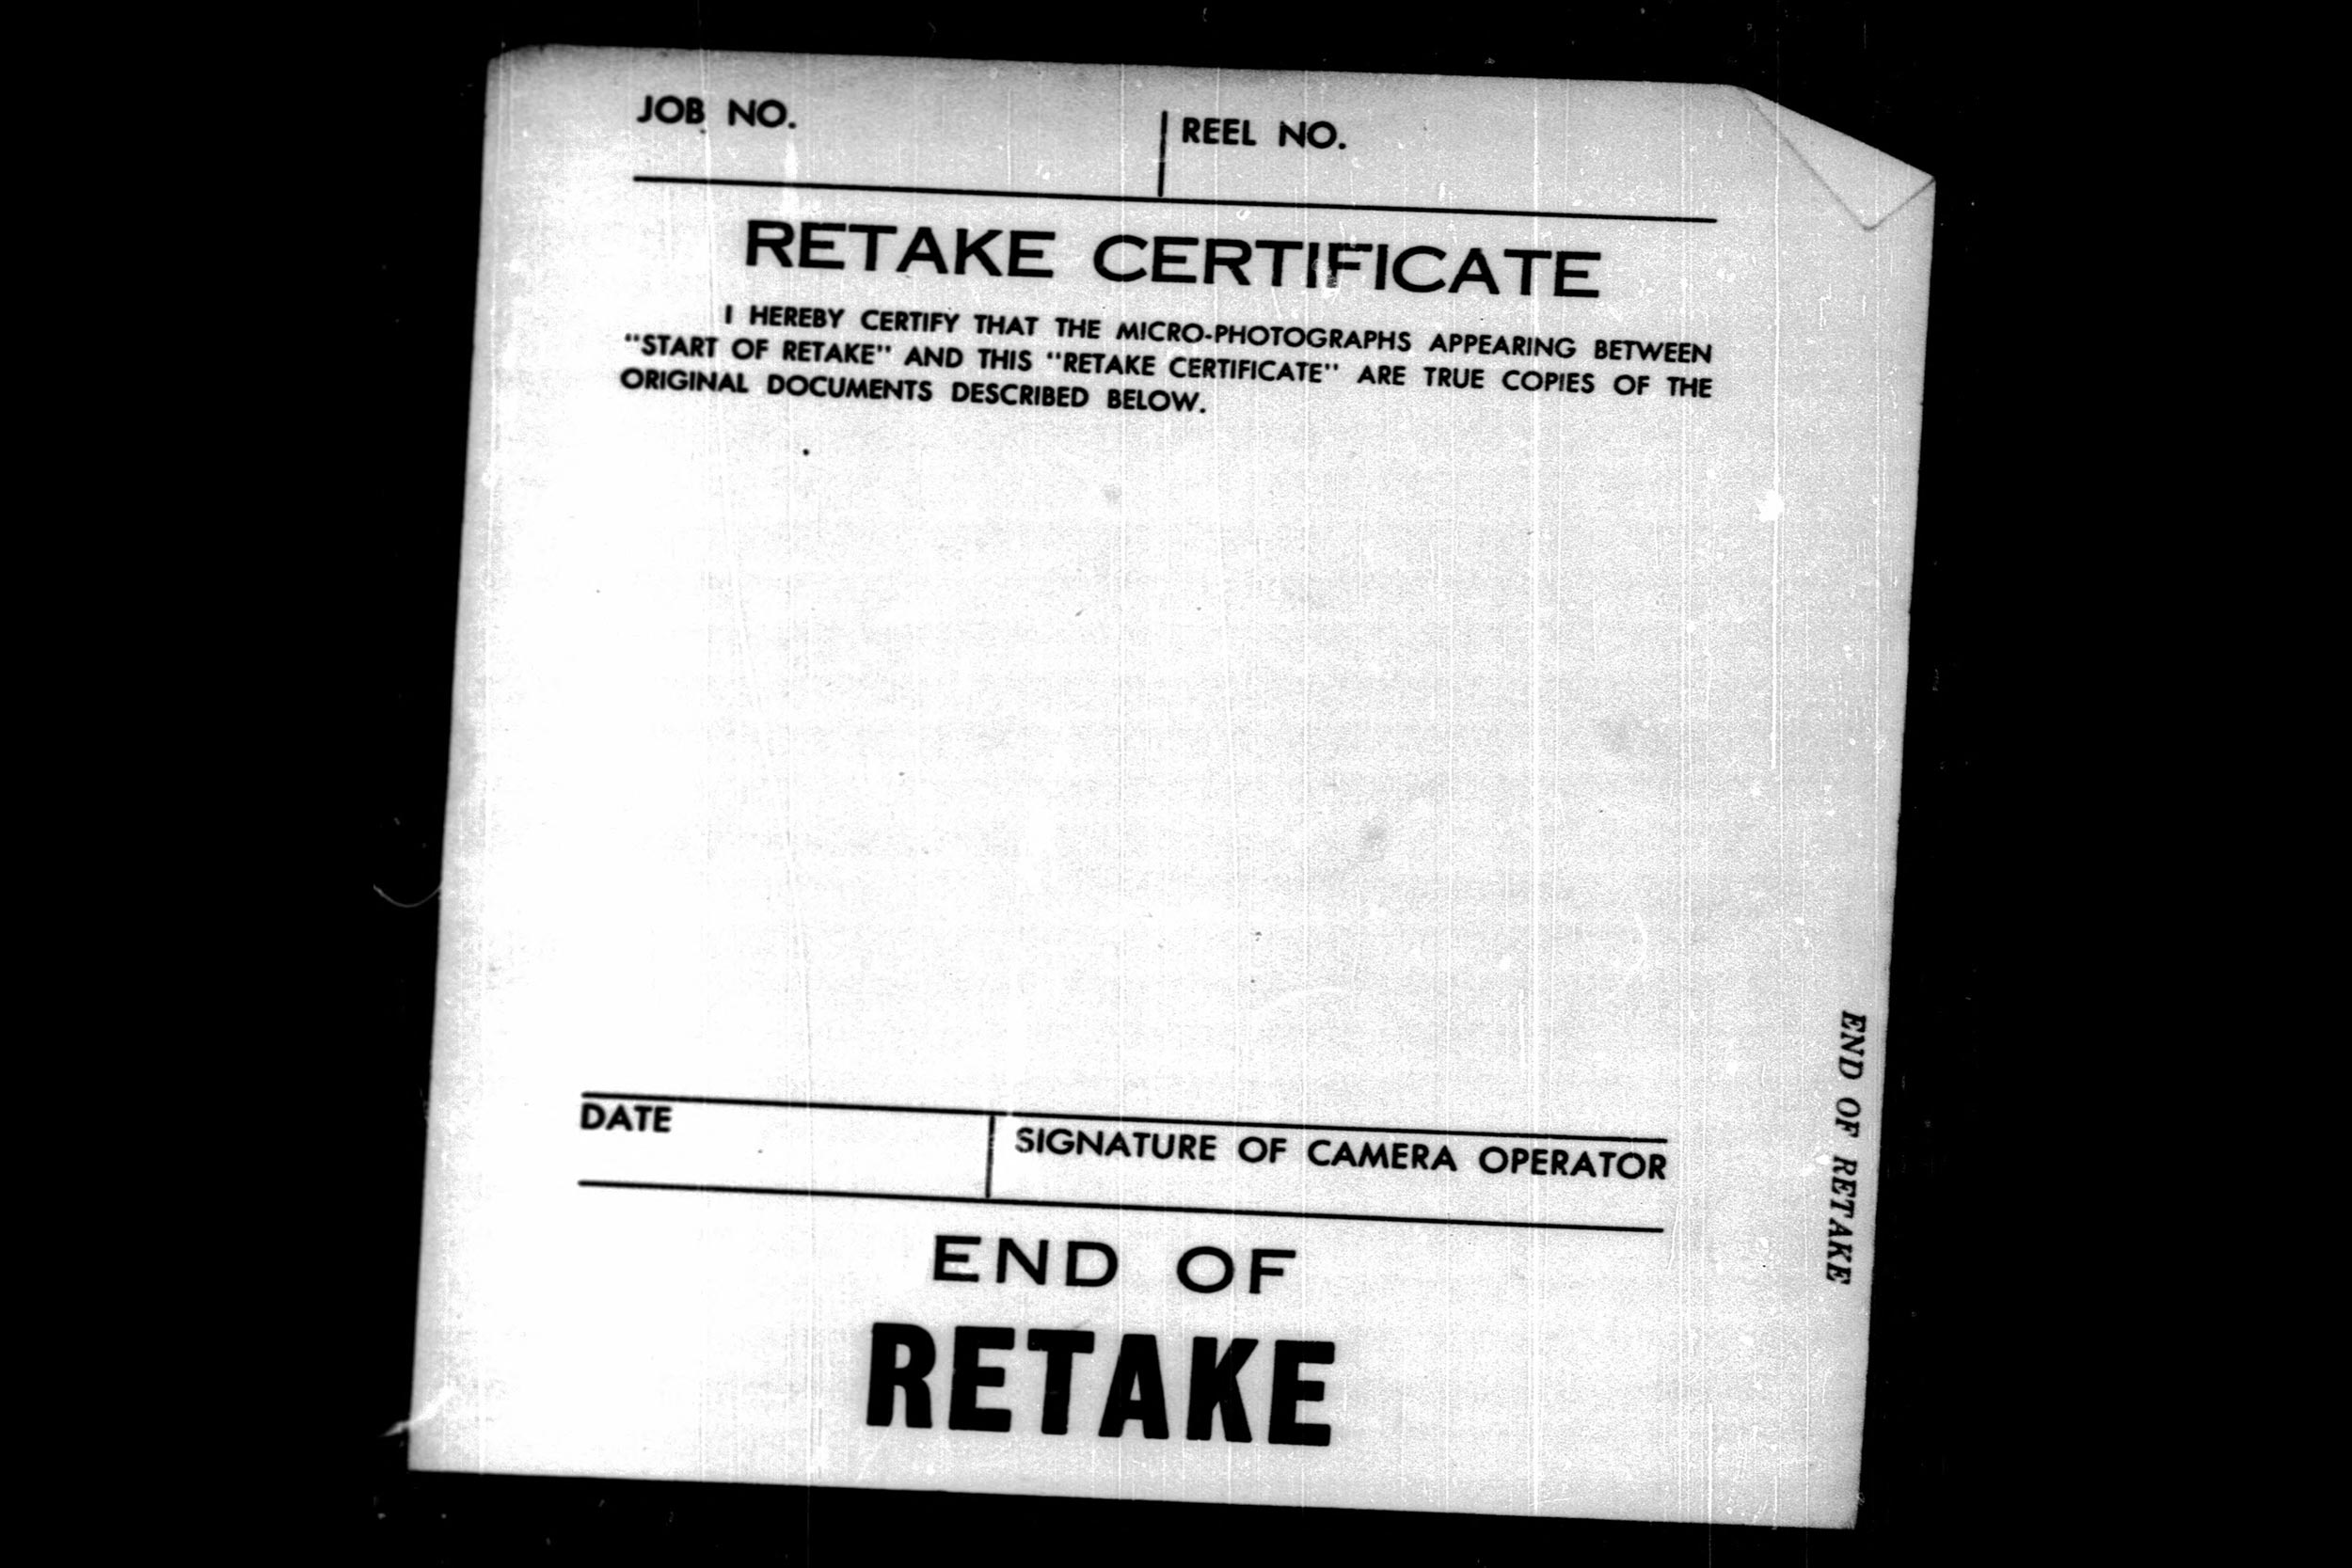 JOB NO. REEL NO.
RETAKE CERTIFICATE
I HEREBY CERTIFY THAT THE MICRO-PHOTOGRAPHS APPEARING BETWEEN
"START OF RETAKE" AND THIS "RETAKE CERTIFICATE" ARE TRUE COPIES OF THE
ORIGINAL DOCUMENTS DESCRIBED BELOW.
DATE SIGNATURE OF CAMERA OPERATOR
END OF
RETAKE
END OF RETAKE